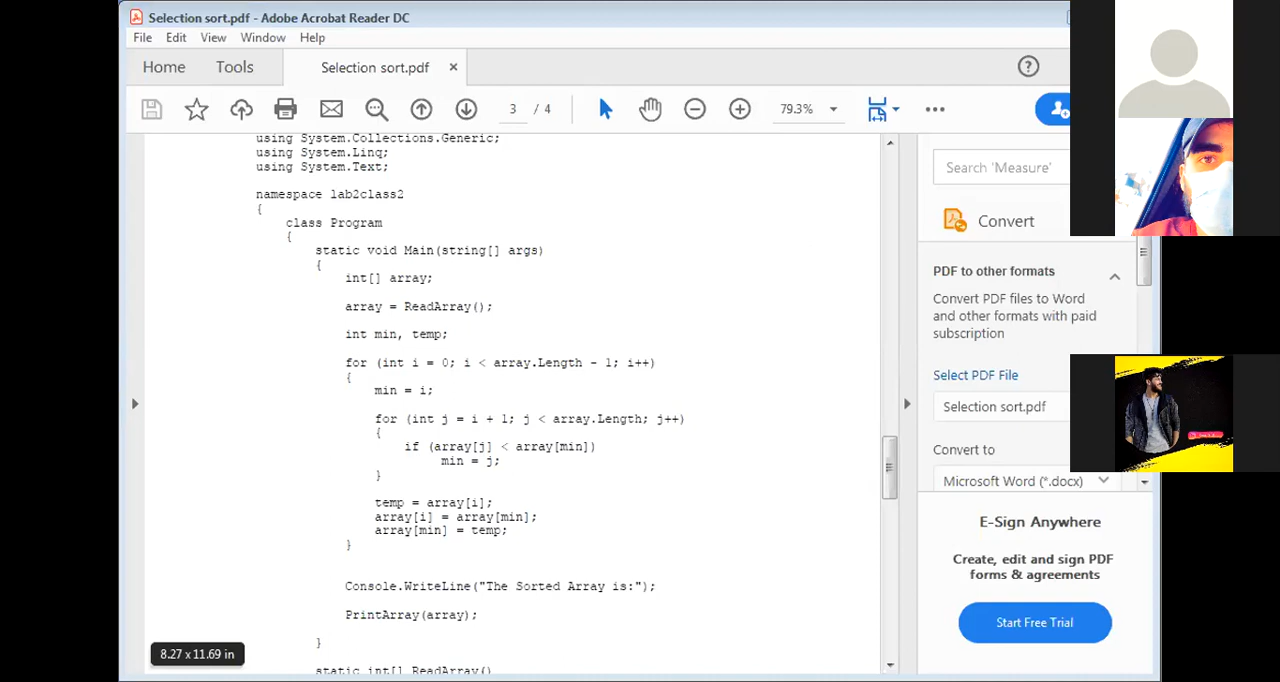 Selection sort.pdf - Adobe Acrobat Reader DC
File Edit View Window Help
Home Tools Selection sort.pdf ×
3 / 4 79.3%
using System.Collections.Generic;
using System.Linq;
using System.Text;
namespace lab2class2
{
class Program
{
static void Main(string[] args)
{
int[] array;
array = ReadArray();
int min, temp;
for (int i = 0; i < array.Length - 1; i++)
{
min = i;
for (int j = i + 1; j < array.Length; j++)
{
if (array[j] < array[min])
min = j;
}
temp = array[i];
array[i] = array[min];
array[min] = temp;
}
Console.WriteLine("The Sorted Array is:");
PrintArray(array);
}
static int[] ReadArray()
8.27 x 11.69 in
Search 'Measure'
Convert
PDF to other formats
Convert PDF files to Word
and other formats with paid
subscription
Select PDF File
Selection sort.pdf
Convert to
Microsoft Word (*.docx)
E-Sign Anywhere
Create, edit and sign PDF
forms & agreements
Start Free Trial